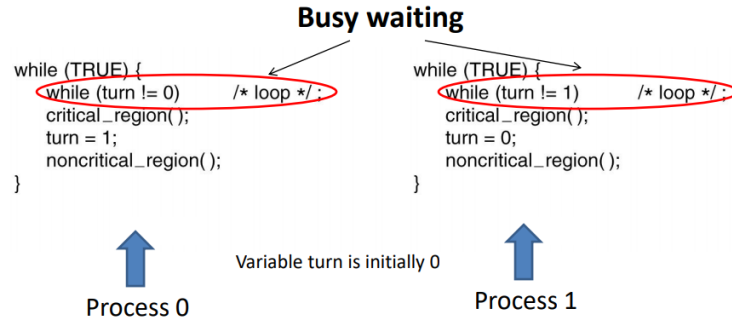 Busy waiting
while (TRUE) {
while (turn != 0) /* loop */ ;
critical_region( );
turn = 1;
noncritical_region( );
}
while (TRUE) {
while (turn != 1) /* loop */ ;
critical_region( );
turn = 0;
noncritical_region( );
}
Variable turn is initially 0
Process 0
Process 1